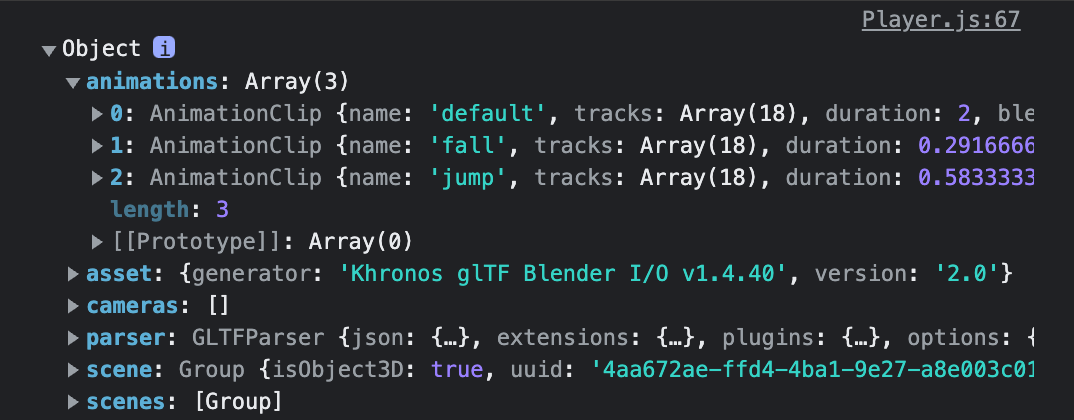 Player.js:67
▼Object i
▼animations: Array(3)
▶0: AnimationClip {name: 'default', tracks: Array(18), duration: 2, ble
▶1: AnimationClip {name: 'fall', tracks: Array(18), duration: 0.2916666
▶2: AnimationClip {name: 'jump', tracks: Array(18), duration: 0.5833333
length: 3
▶[[Prototype]]: Array(0)
▶asset: {generator: 'Khronos glTF Blender I/O v1.4.40', version: '2.0'}
▶cameras: []
▶parser: GLTFParser {json: {…}, extensions: {…}, plugins: {…}, options: {
▶scene: Group {isObject3D: true, uuid: '4aa672ae-ffd4-4ba1-9e27-a8e003c01
▶scenes: [Group]